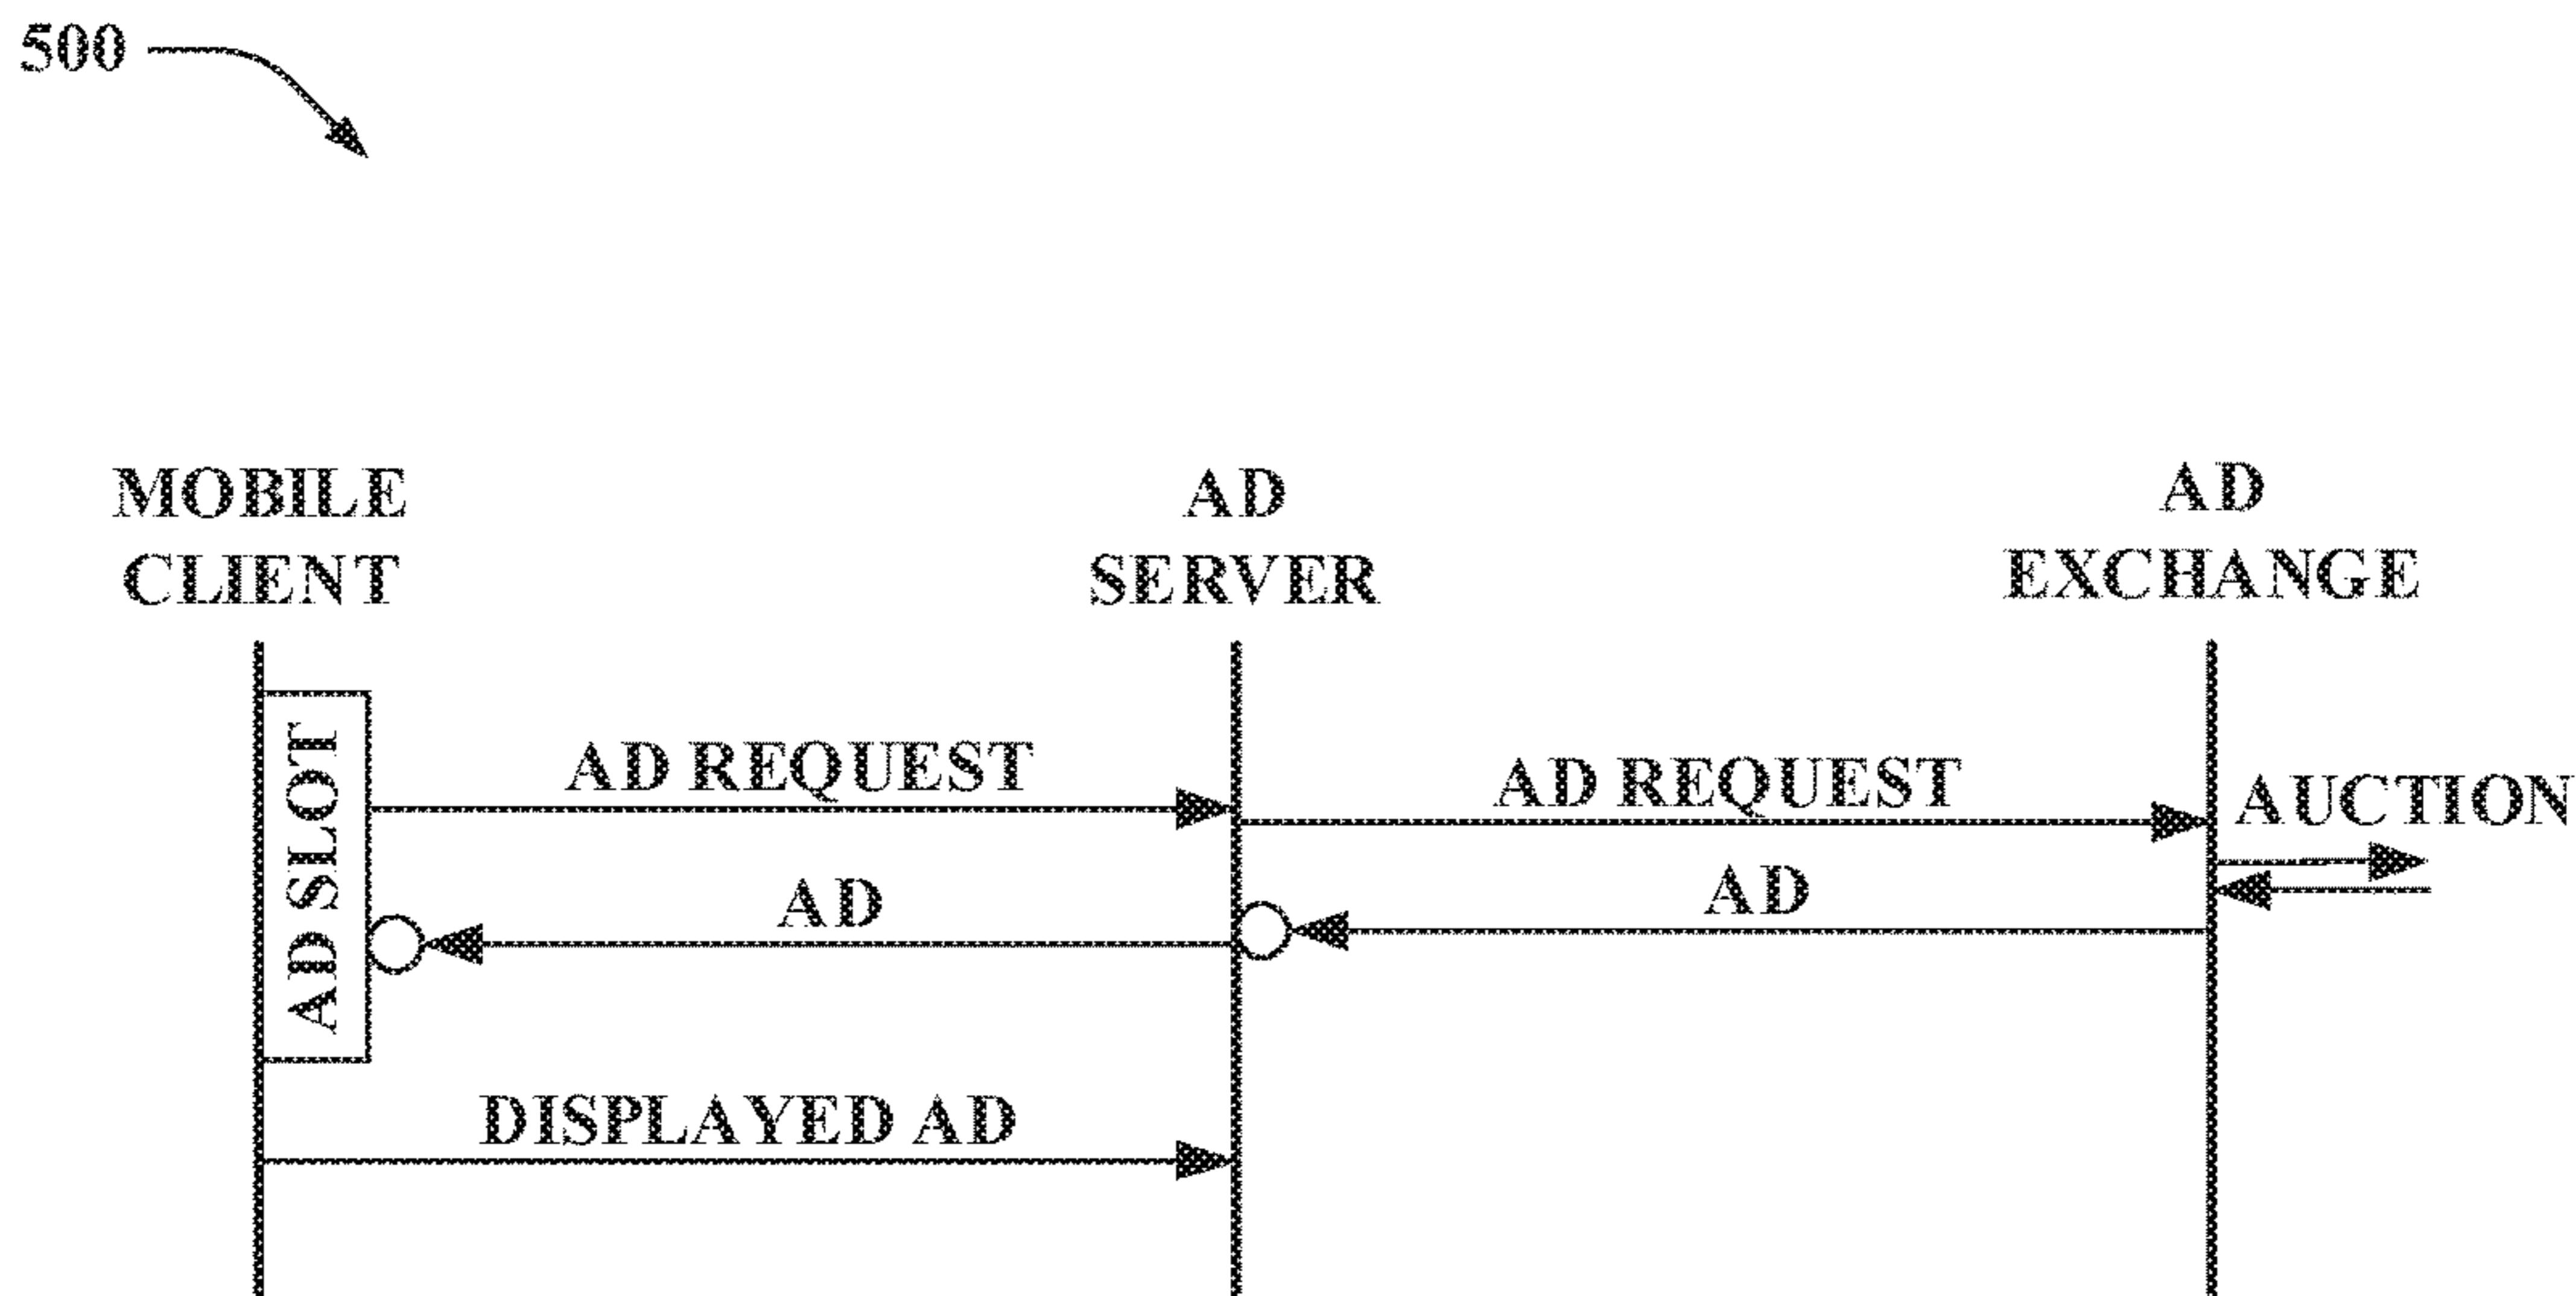 500
MOBILE
CLIENT
AD
SERVER
AD
EXCHANGE
AD SLOT
AD REQUEST
AD REQUEST
AUCTION
AD
AD
DISPLAYED AD